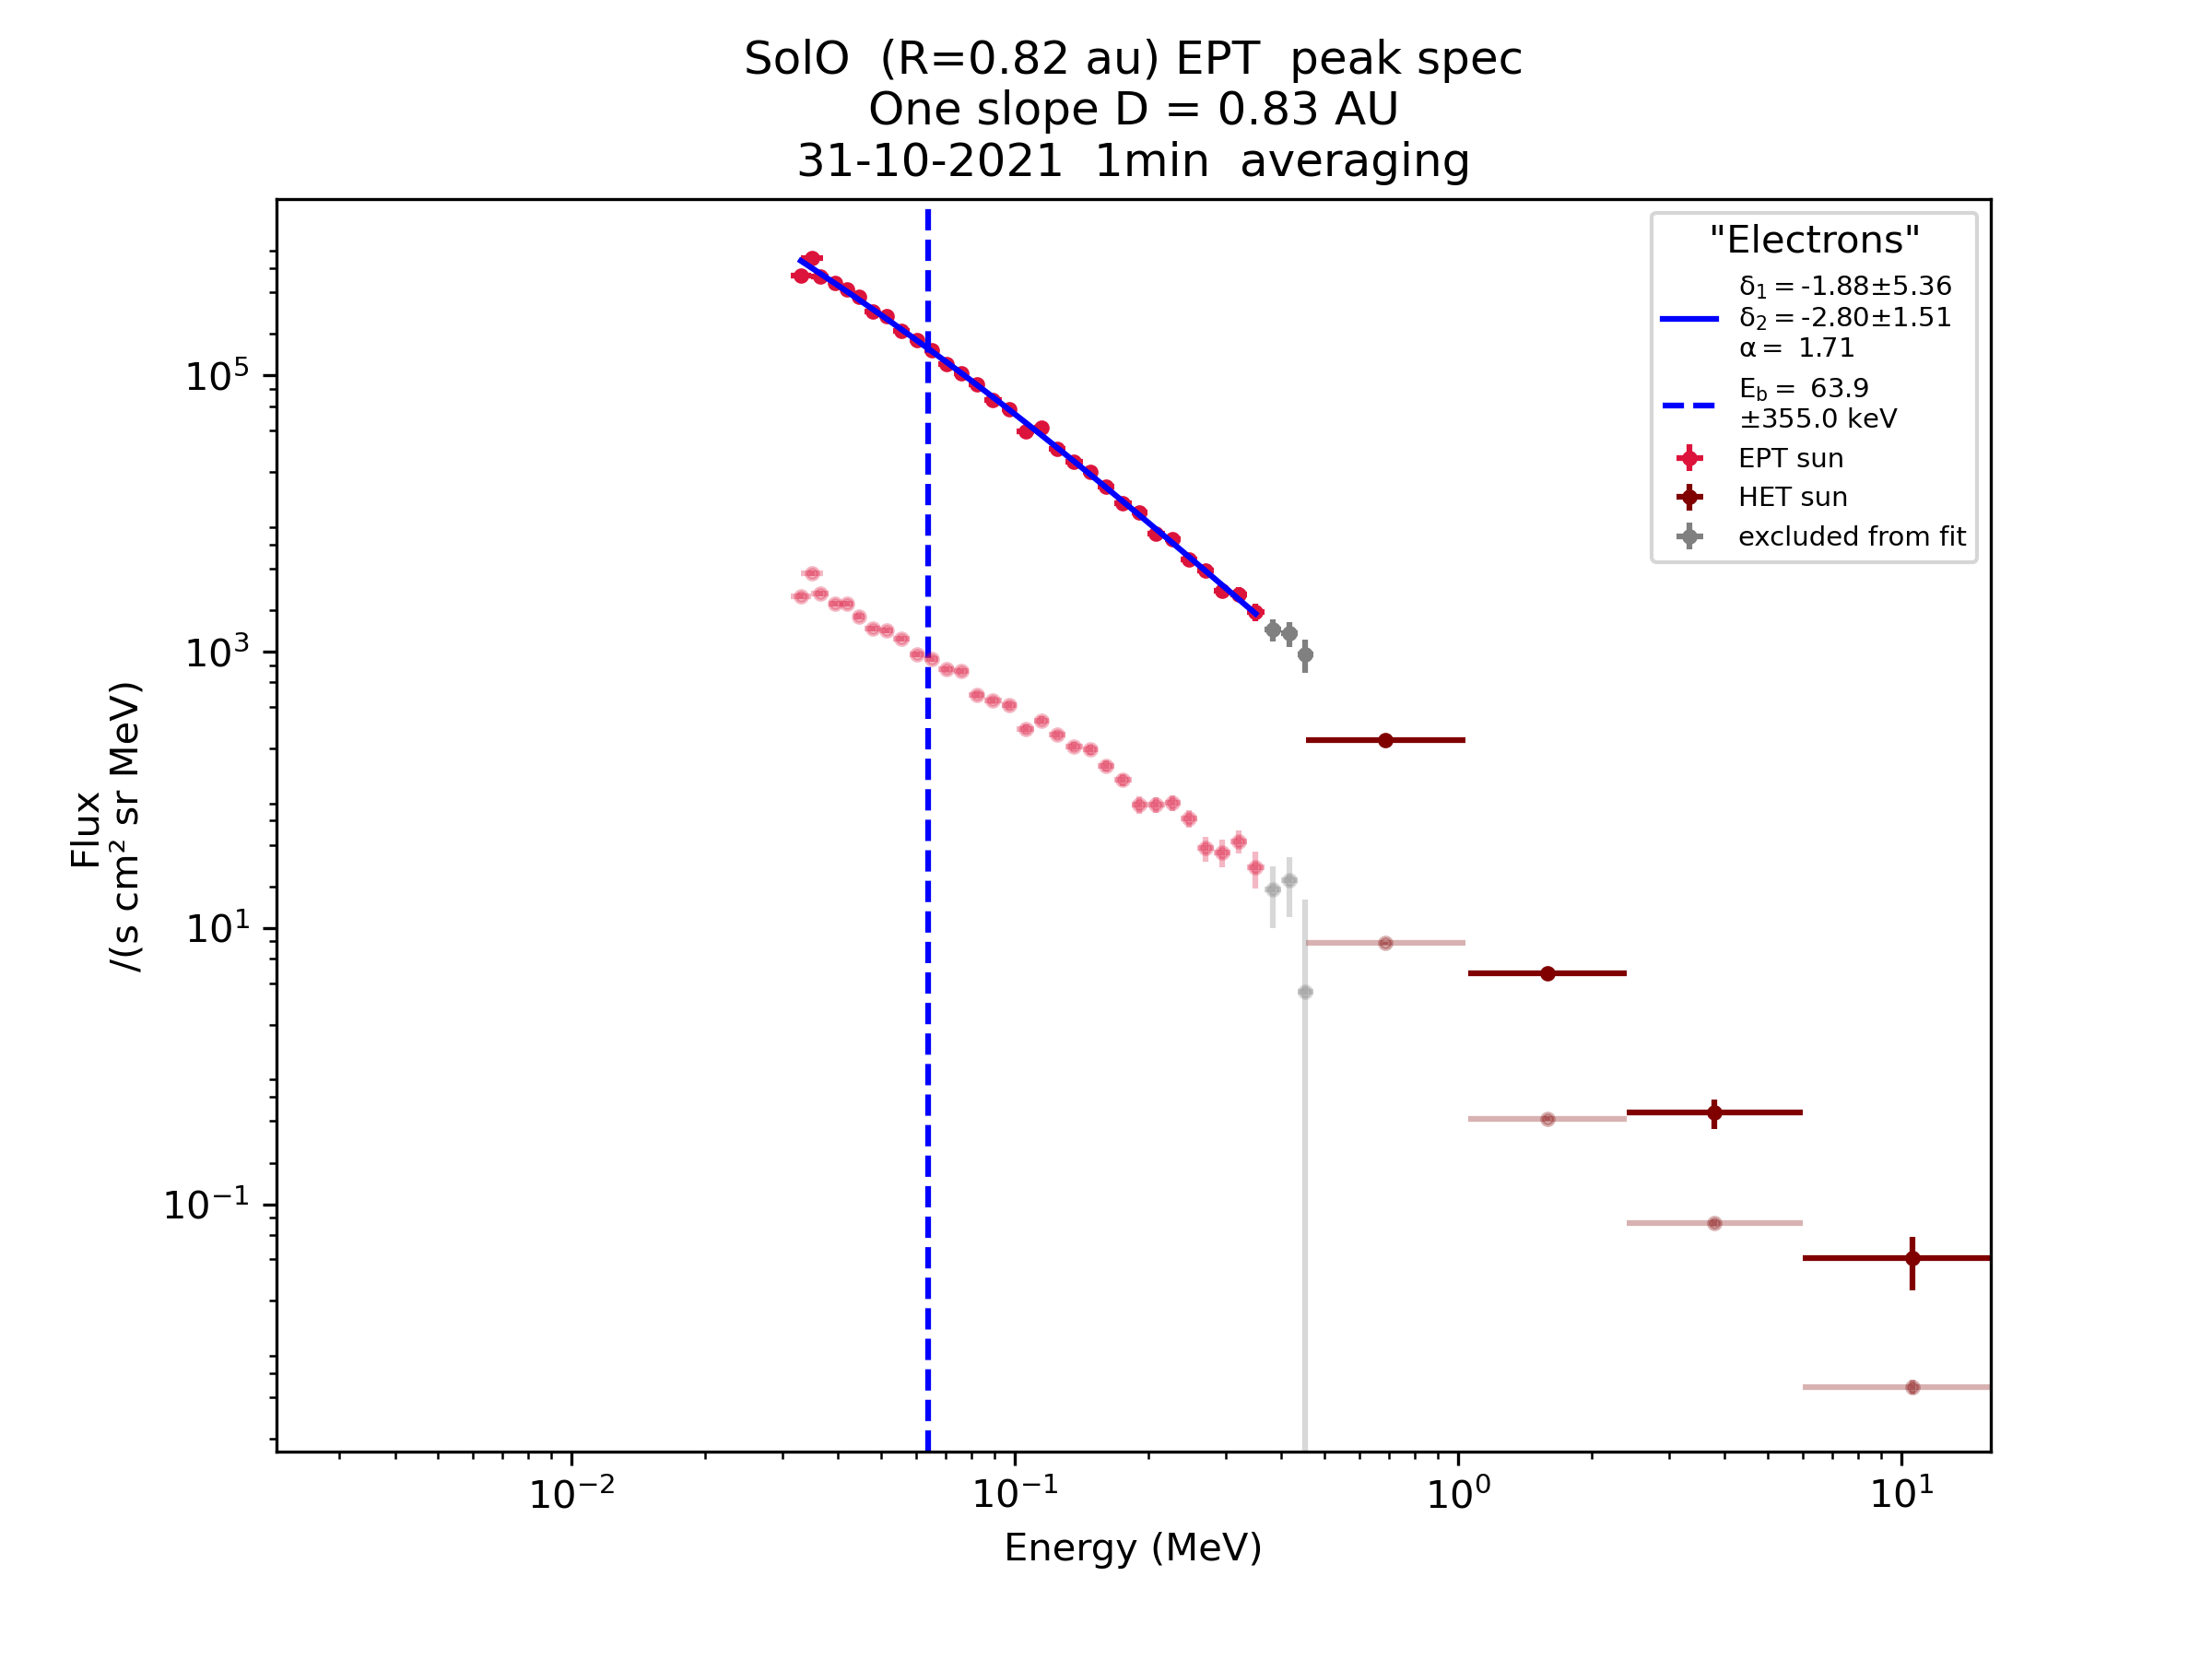 SolO (R=0.82 au) EPT peak spec
One slope D = 0.83 AU
31-10-2021 1min averaging
"Electrons"
δ₁ = -1.88±5.36
δ₂ = -2.80±1.51
α = 1.71
E_b = 63.9
±355.0 keV
EPT sun
HET sun
excluded from fit
Flux
/(s cm² sr MeV)
10⁵
10³
10¹
10⁻¹
10⁻² 10⁻¹ 10⁰ 10¹
Energy (MeV)